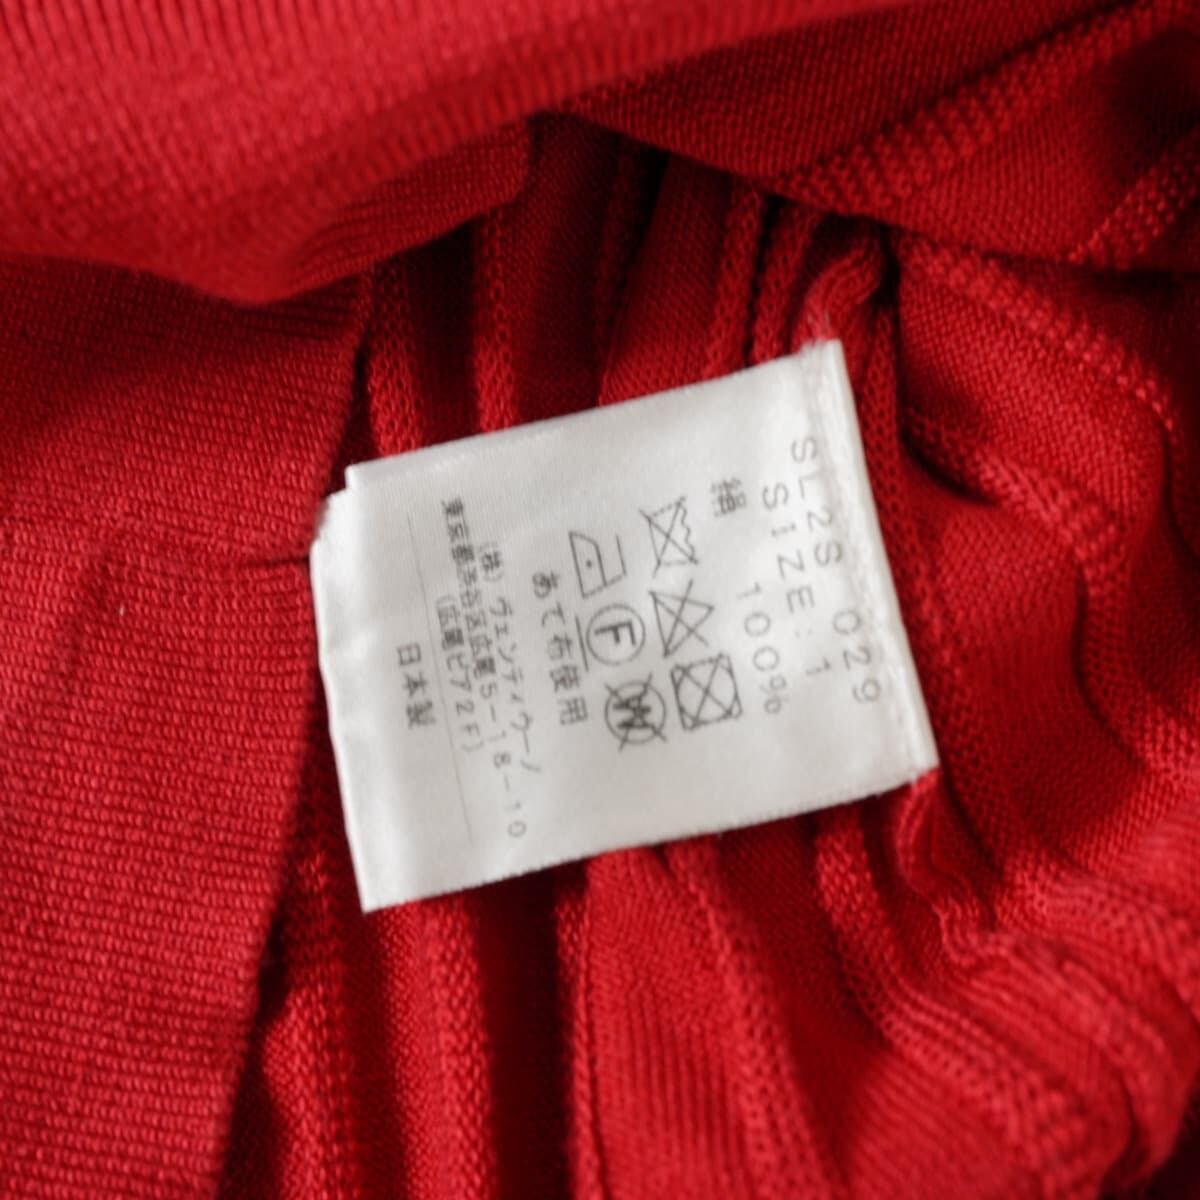 SL2S 029
SIZE: 1
絹 100%
F
W
あて布使用
(株) ヴェンティウーノ
東京都渋谷区広尾5-18-10
(広尾ピア2F)
日本製